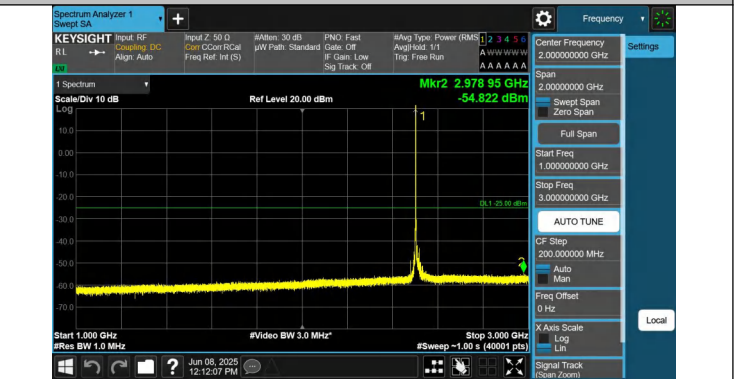 Spectrum Analyzer 1
Swept SA
+
Frequency
KEYSIGHT
RL
LNI
Input: RF
Coupling: DC
Align: Auto
Input Z: 50 Ω
Corr CCorr RCal
Freq Ref: Int (S)
#Atten: 30 dB
µW Path: Standard
PNO: Fast
Gate: Off
IF Gain: Low
Sig Track: Off
#Avg Type: Power (RMS
Avg|Hold: 1/1
Trig: Free Run
1 2 3 4 5 6
A W W W W W
A A A A A A
1 Spectrum
Scale/Div 10 dB
Log
Ref Level 20.00 dBm
Mkr2 2.978 95 GHz
-54.822 dBm
1
10.0
0.00
-10.0
-20.0
DL1 -25.00 dBm
-30.0
-40.0
-50.0
2
-60.0
-70.0
Start 1.000 GHz
#Res BW 1.0 MHz
#Video BW 3.0 MHz*
Stop 3.000 GHz
#Sweep ~1.00 s (40001 pts)
Jun 08, 2025
12:12:07 PM
?
Center Frequency
2.000000000 GHz
Span
2.00000000 GHz
Swept Span
Zero Span
Full Span
Start Freq
1.000000000 GHz
Stop Freq
3.000000000 GHz
AUTO TUNE
CF Step
200.000000 MHz
Auto
Man
Freq Offset
0 Hz
X Axis Scale
Log
Lin
Signal Track
(Span Zoom)
Settings
Local